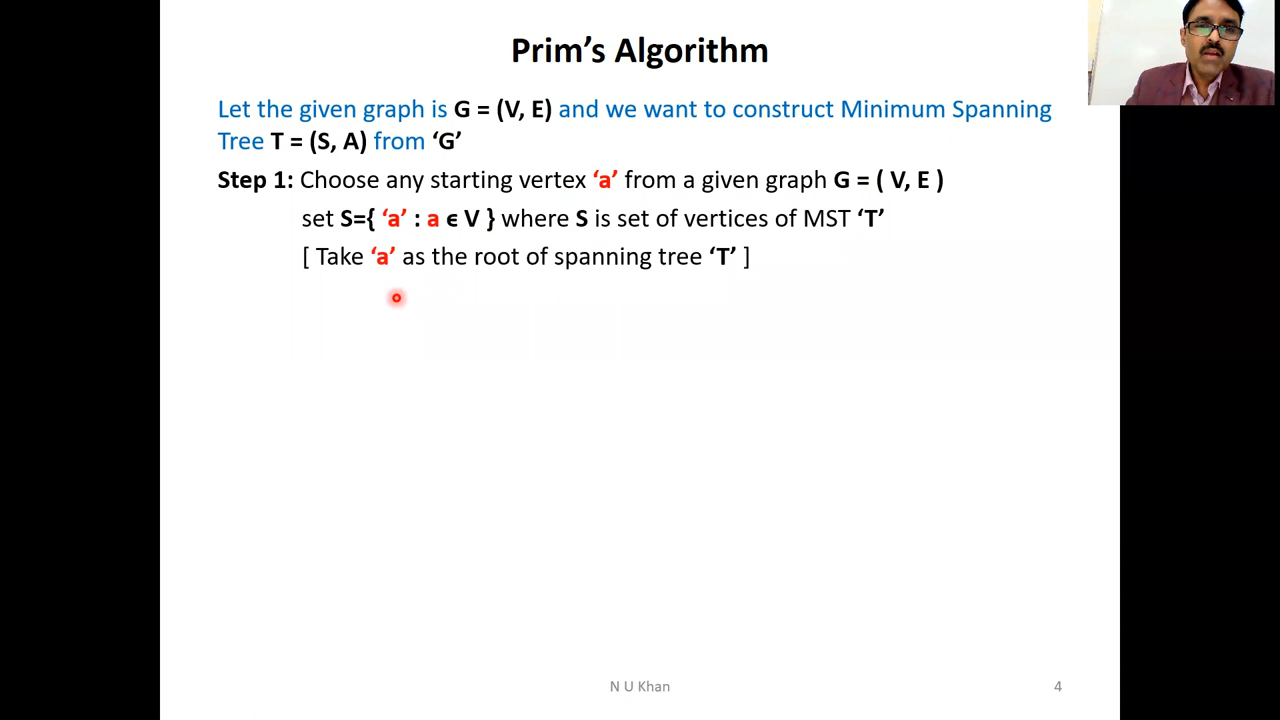 Prim’s Algorithm
Let the given graph is G = (V, E) and we want to construct Minimum Spanning
Tree T = (S, A) from ‘G’
Step 1: Choose any starting vertex ‘a’ from a given graph G = ( V, E )
set S={ ‘a’ : a ϵ V } where S is set of vertices of MST ‘T’
[ Take ‘a’ as the root of spanning tree ‘T’ ]
N U Khan
4